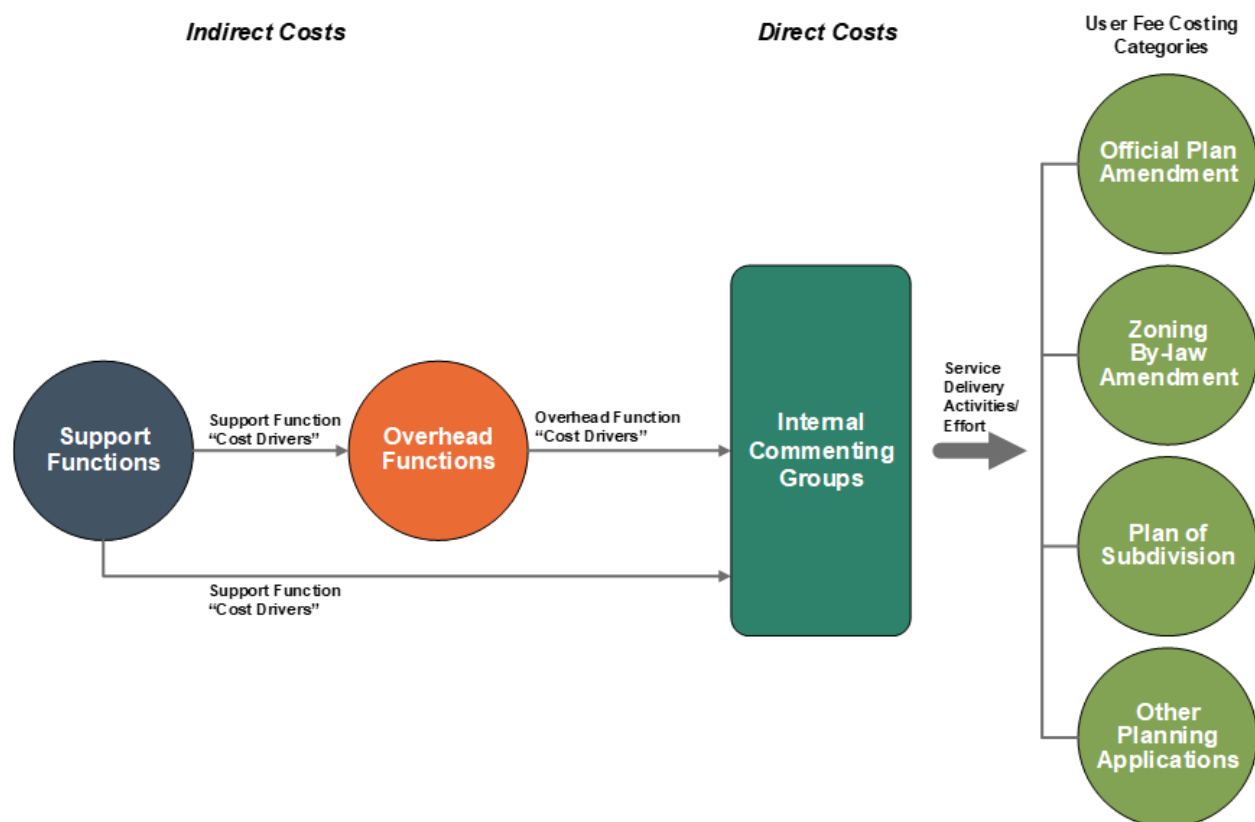 Indirect Costs
Direct Costs
User Fee Costing
Categories
Official Plan
Amendment
Zoning
By-law
Amendment
Service
Delivery
Activities/
Effort
Support Function
“Cost Drivers”
Overhead Function
“Cost Drivers”
Support
Functions
Overhead
Functions
Internal
Commenting
Groups
Plan of
Subdivision
Support Function
“Cost Drivers”
Other
Planning
Applications